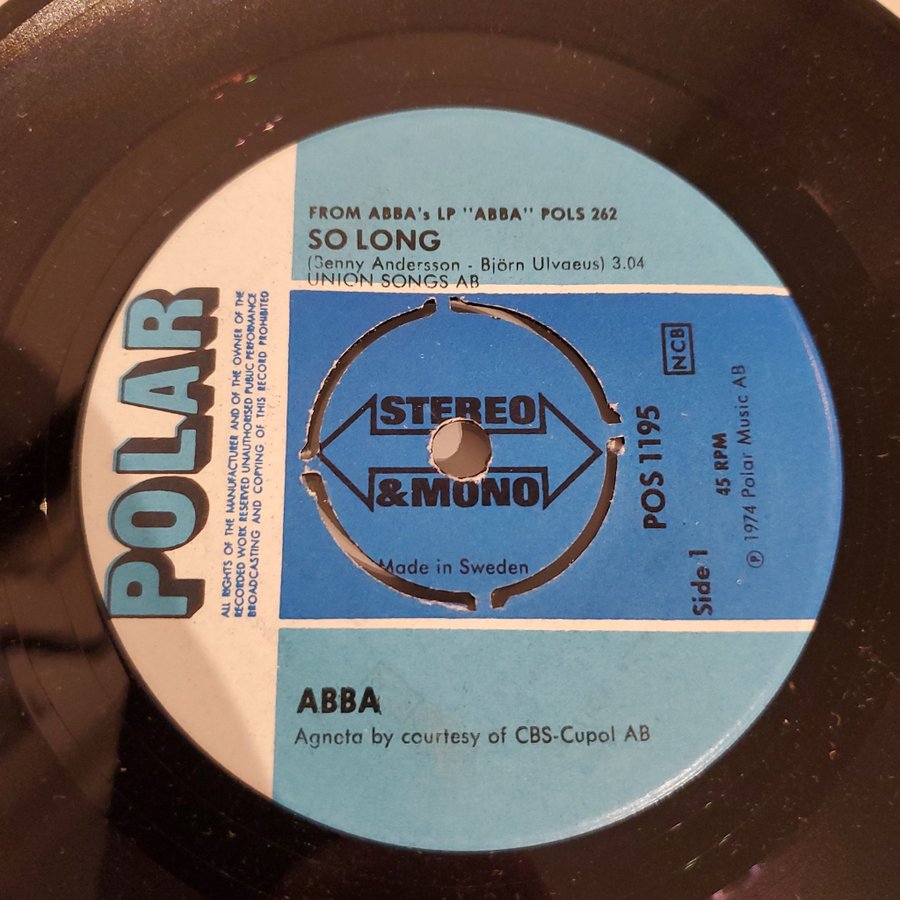 FROM ABBA's LP "ABBA" POLS 262
SO LONG
(Benny Andersson - Björn Ulvaeus) 3.04
UNION SONGS AB
POLAR
ALL RIGHTS OF THE MANUFACTURER AND OF THE OWNER OF THE
RECORDED WORK RESERVED UNAUTHORISED PUBLIC PERFORMANCE
BROADCASTING AND COPYING OF THIS RECORD PROHIBITED
STEREO
&MONO
Made in Sweden
NCB
POS 1195
Side 1
45 RPM
℗ 1974 Polar Music AB
ABBA
Agneta by courtesy of CBS-Cupol AB